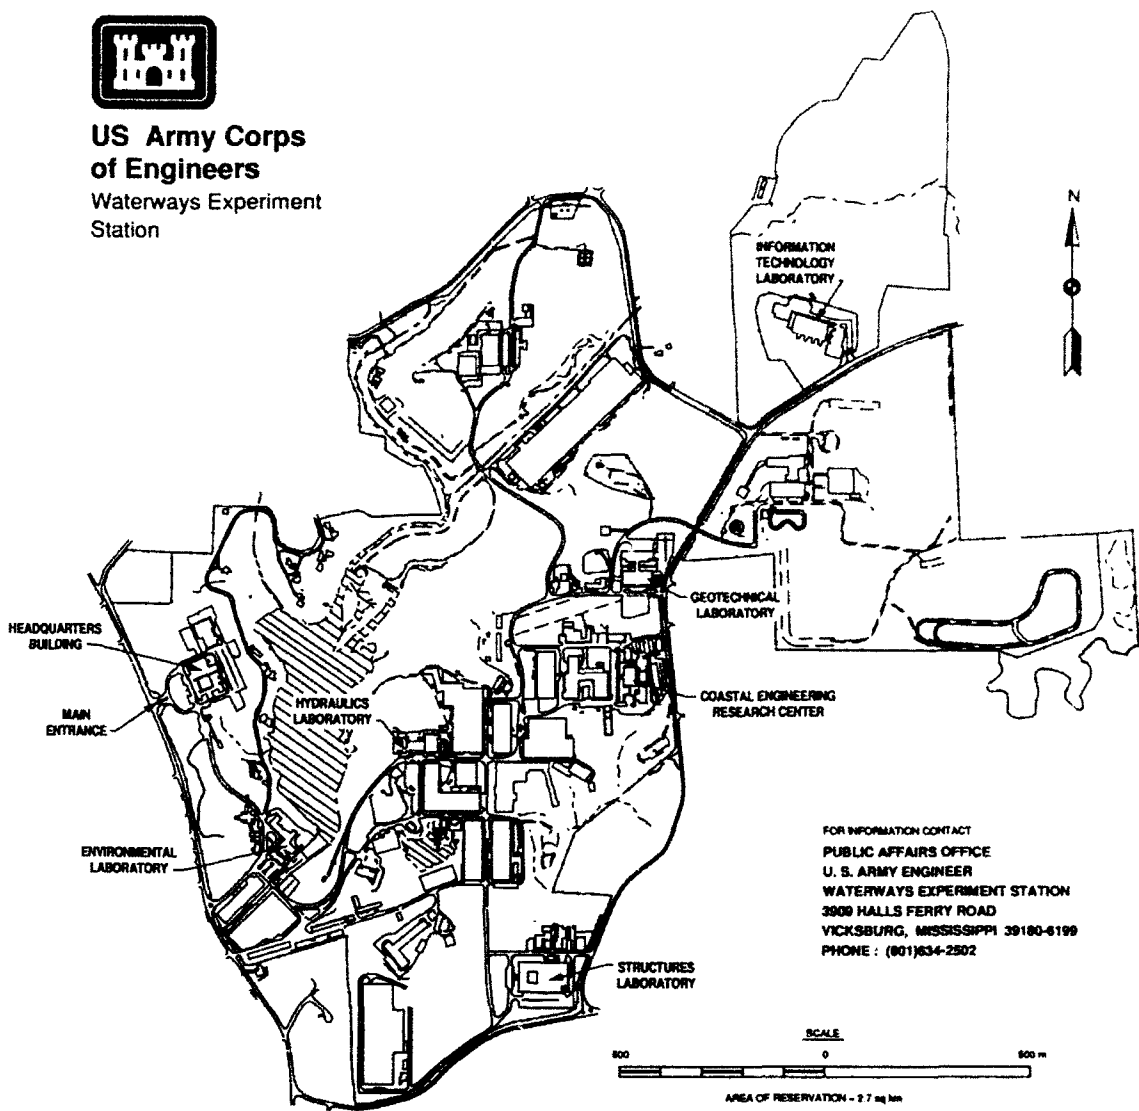 US Army Corps
of Engineers
Waterways Experiment
Station
N
INFORMATION
TECHNOLOGY
LABORATORY
GEOTECHNICAL
LABORATORY
HEADQUARTERS
BUILDING
MAIN
ENTRANCE
HYDRAULICS
LABORATORY
COASTAL ENGINEERING
RESEARCH CENTER
ENVIRONMENTAL
LABORATORY
STRUCTURES
LABORATORY
FOR INFORMATION CONTACT
PUBLIC AFFAIRS OFFICE
U. S. ARMY ENGINEER
WATERWAYS EXPERIMENT STATION
3909 HALLS FERRY ROAD
VICKSBURG, MISSISSIPPI 39180-6199
PHONE : (601)634-2502
SCALE
500 0 500 m
AREA OF RESERVATION - 2.7 sq km